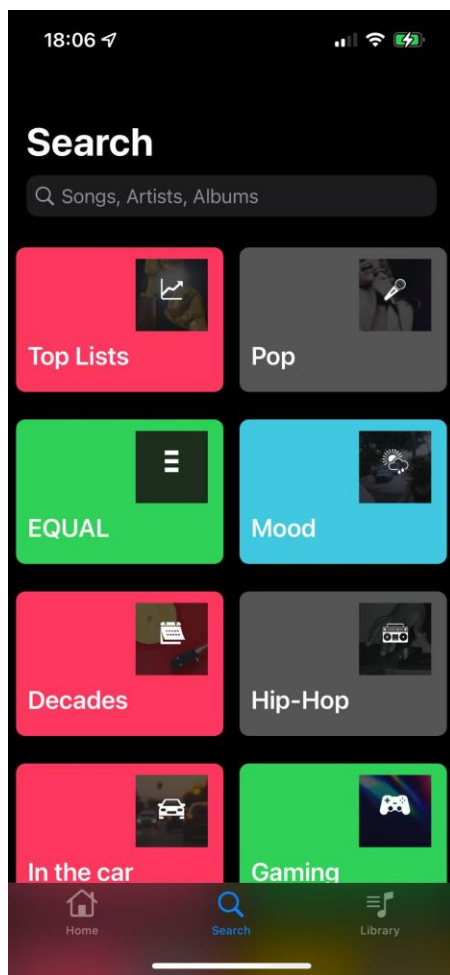 18:06
Search
Songs, Artists, Albums
Top Lists
Pop
EQUAL
Mood
Decades
Hip-Hop
In the car
Gaming
Home
Search
Library